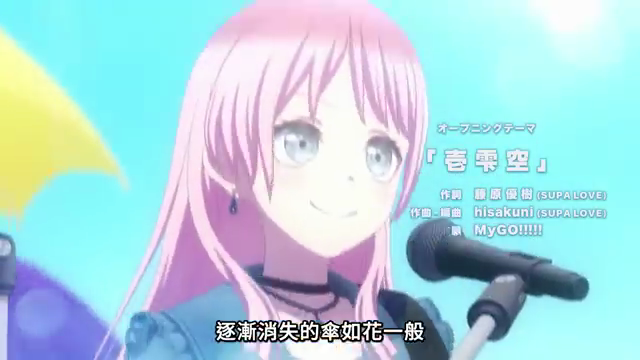 オープニングテーマ
「壱雫空」
作詞 藤原優樹(SUPA LOVE)
作曲・編曲 hisakuni(SUPA LOVE)
歌 MyGO!!!!!
逐漸消失的傘如花一般